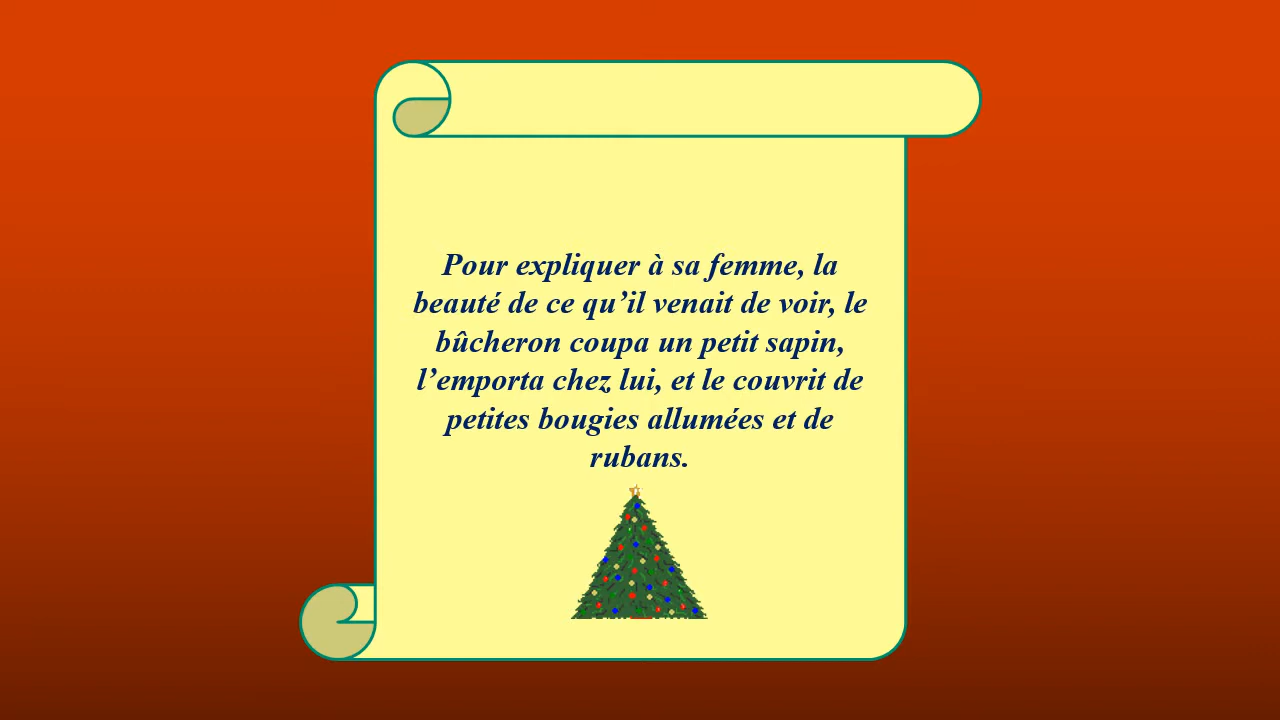 Pour expliquer à sa femme, la
beauté de ce qu’il venait de voir, le
bûcheron coupa un petit sapin,
l’emporta chez lui, et le couvrit de
petites bougies allumées et de
rubans.